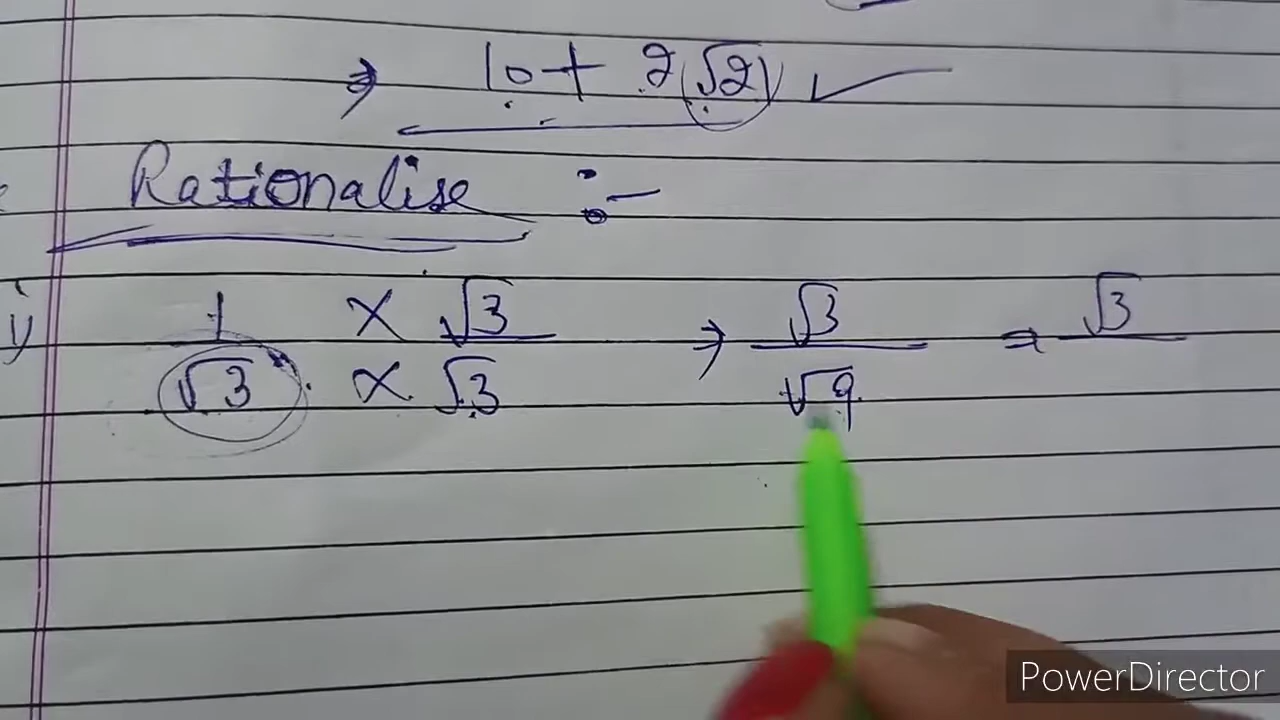 ⇒ 10 + 2(√2) ✓
Rationalise :-
i) 1/√3 × √3/√3 ⇒ √3/√9 ⇒ √3/
PowerDirector